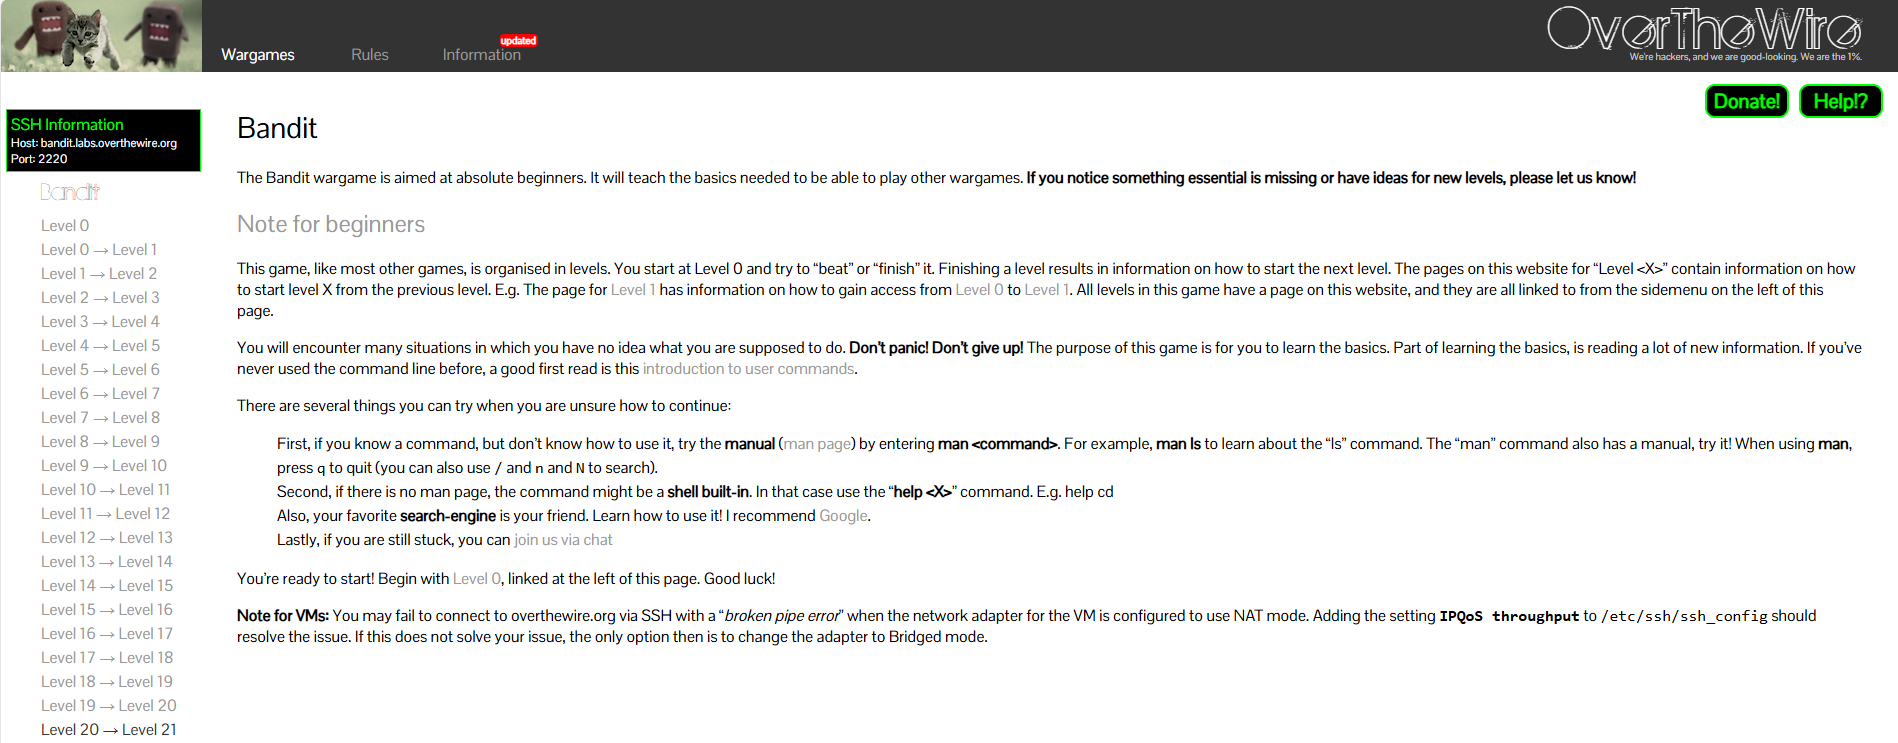 Wargames
Rules
Information
updated
OverTheWire
We're hackers, and we are good-looking. We are the 1%.
Donate!
Help!?
SSH Information
Host: bandit.labs.overthewire.org
Port: 2220
Bandit
Level 0
Level 0 → Level 1
Level 1 → Level 2
Level 2 → Level 3
Level 3 → Level 4
Level 4 → Level 5
Level 5 → Level 6
Level 6 → Level 7
Level 7 → Level 8
Level 8 → Level 9
Level 9 → Level 10
Level 10 → Level 11
Level 11 → Level 12
Level 12 → Level 13
Level 13 → Level 14
Level 14 → Level 15
Level 15 → Level 16
Level 16 → Level 17
Level 17 → Level 18
Level 18 → Level 19
Level 19 → Level 20
Level 20 → Level 21
Bandit
The Bandit wargame is aimed at absolute beginners. It will teach the basics needed to be able to play other wargames. If you notice something essential is missing or have ideas for new levels, please let us know!
Note for beginners
This game, like most other games, is organised in levels. You start at Level 0 and try to “beat” or “finish” it. Finishing a level results in information on how to start the next level. The pages on this website for “Level <X>” contain information on how
to start level X from the previous level. E.g. The page for Level 1 has information on how to gain access from Level 0 to Level 1. All levels in this game have a page on this website, and they are all linked to from the sidemenu on the left of this
page.
You will encounter many situations in which you have no idea what you are supposed to do. Don’t panic! Don’t give up! The purpose of this game is for you to learn the basics. Part of learning the basics, is reading a lot of new information. If you’ve
never used the command line before, a good first read is this introduction to user commands.
There are several things you can try when you are unsure how to continue:
First, if you know a command, but don’t know how to use it, try the manual (man page) by entering man <command>. For example, man ls to learn about the “ls” command. The “man” command also has a manual, try it! When using man,
press q to quit (you can also use / and n and N to search).
Second, if there is no man page, the command might be a shell built-in. In that case use the “help <X>” command. E.g. help cd
Also, your favorite search-engine is your friend. Learn how to use it! I recommend Google.
Lastly, if you are still stuck, you can join us via chat
You’re ready to start! Begin with Level 0, linked at the left of this page. Good luck!
Note for VMs: You may fail to connect to overthewire.org via SSH with a “broken pipe error” when the network adapter for the VM is configured to use NAT mode. Adding the setting IPQoS throughput to /etc/ssh/ssh_config should
resolve the issue. If this does not solve your issue, the only option then is to change the adapter to Bridged mode.